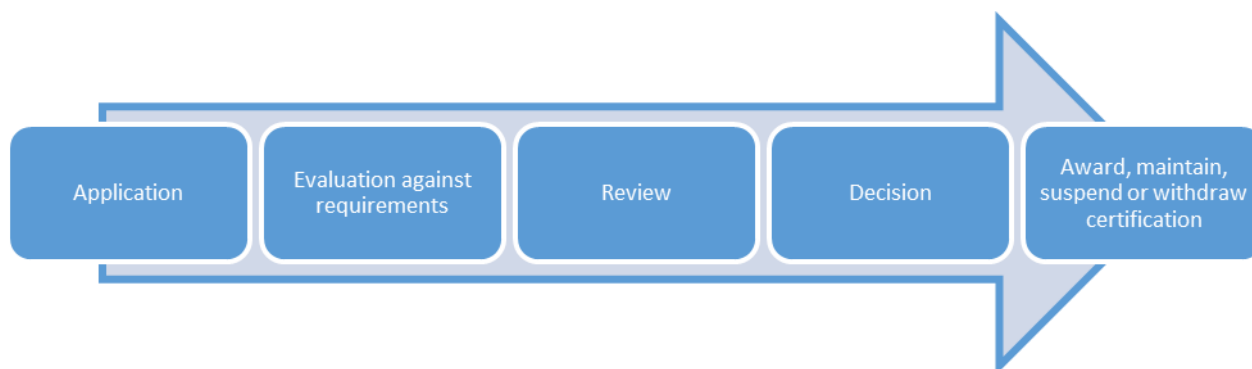 Application
Evaluation against
requirements
Review
Decision
Award, maintain,
suspend or withdraw
certification